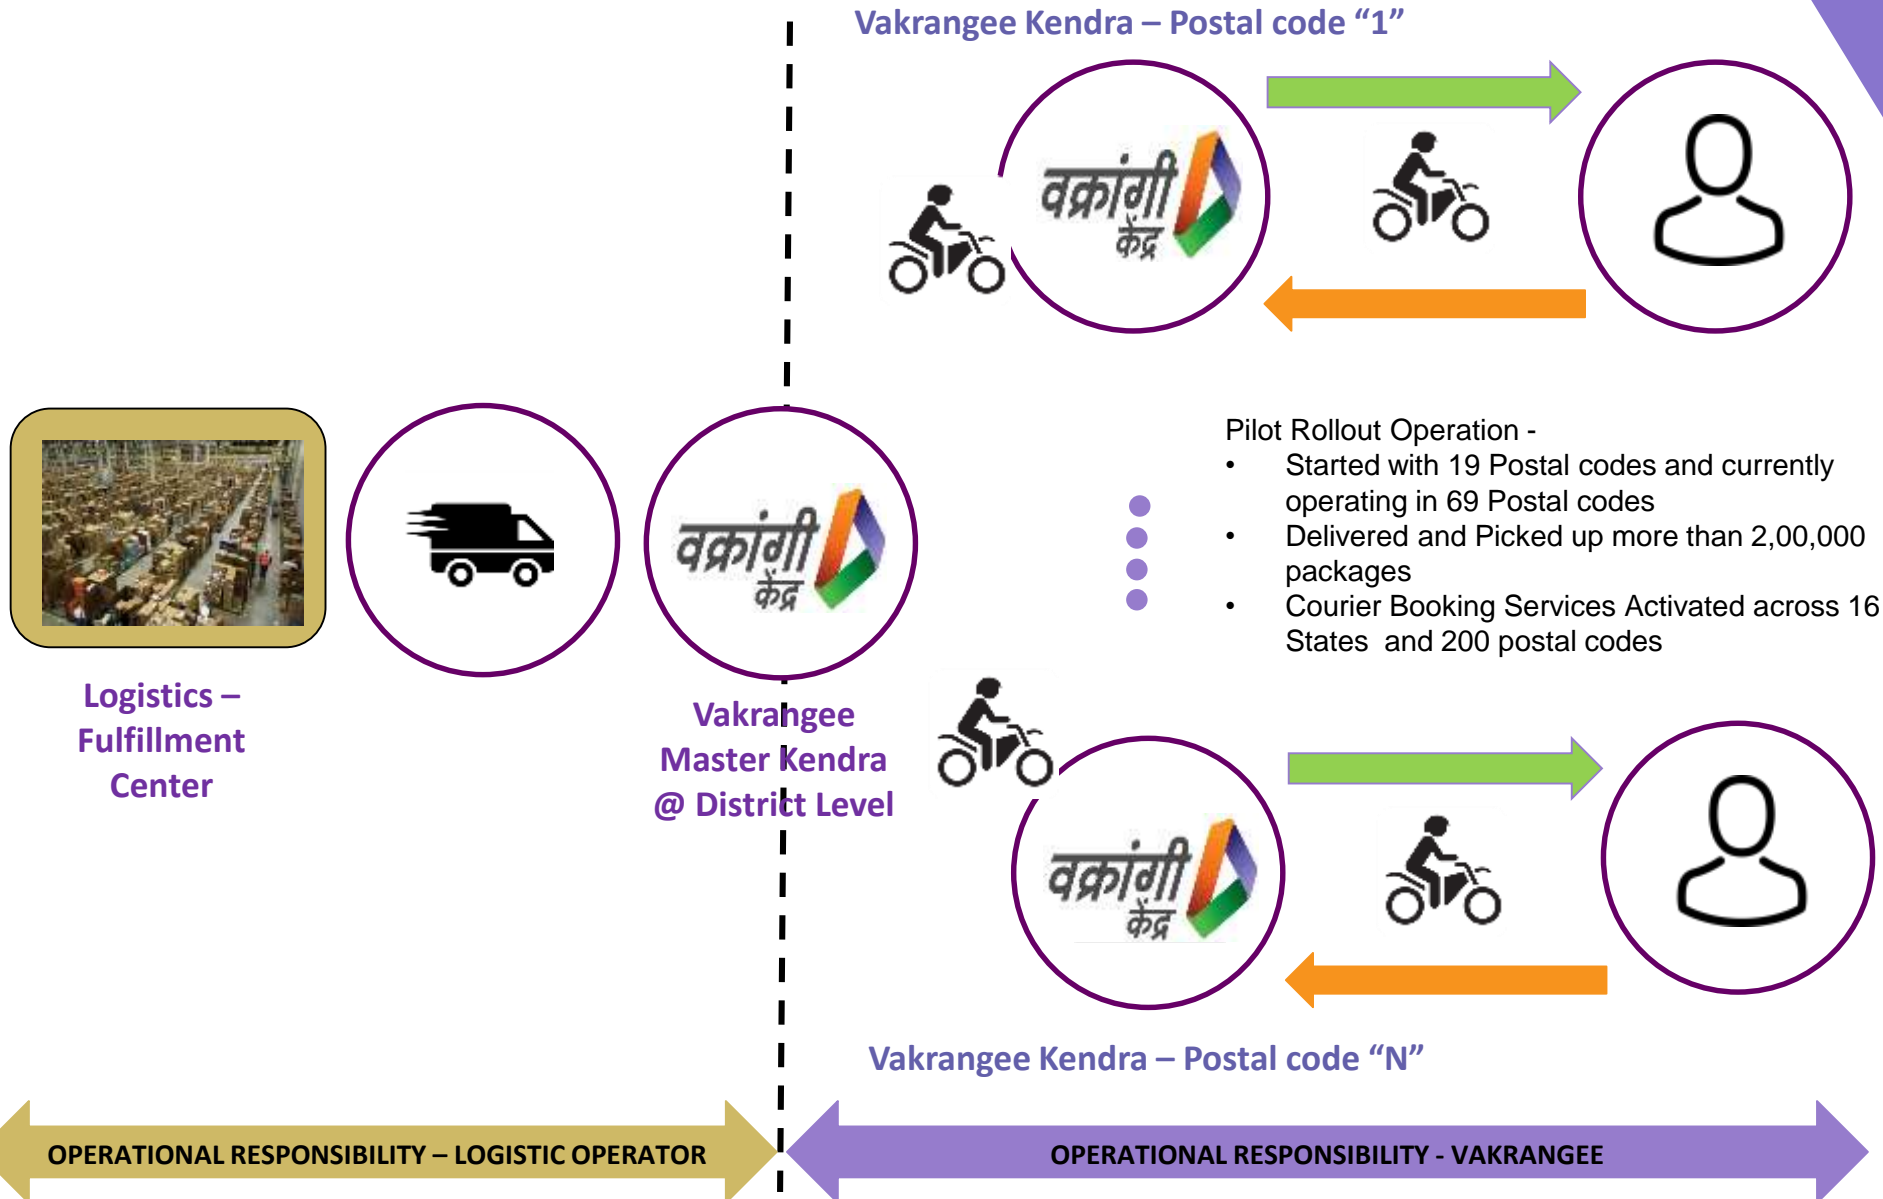 Vakrangee Kendra – Postal code “1”
वक्रांगी
केंद्र
वक्रांगी
केंद्र
Pilot Rollout Operation -
• Started with 19 Postal codes and currently
operating in 69 Postal codes
• Delivered and Picked up more than 2,00,000
packages
• Courier Booking Services Activated across 16
States and 200 postal codes
Logistics –
Fulfillment
Center
Vakrangee
Master Kendra
@ District Level
वक्रांगी
केंद्र
Vakrangee Kendra – Postal code “N”
OPERATIONAL RESPONSIBILITY – LOGISTIC OPERATOR
OPERATIONAL RESPONSIBILITY - VAKRANGEE